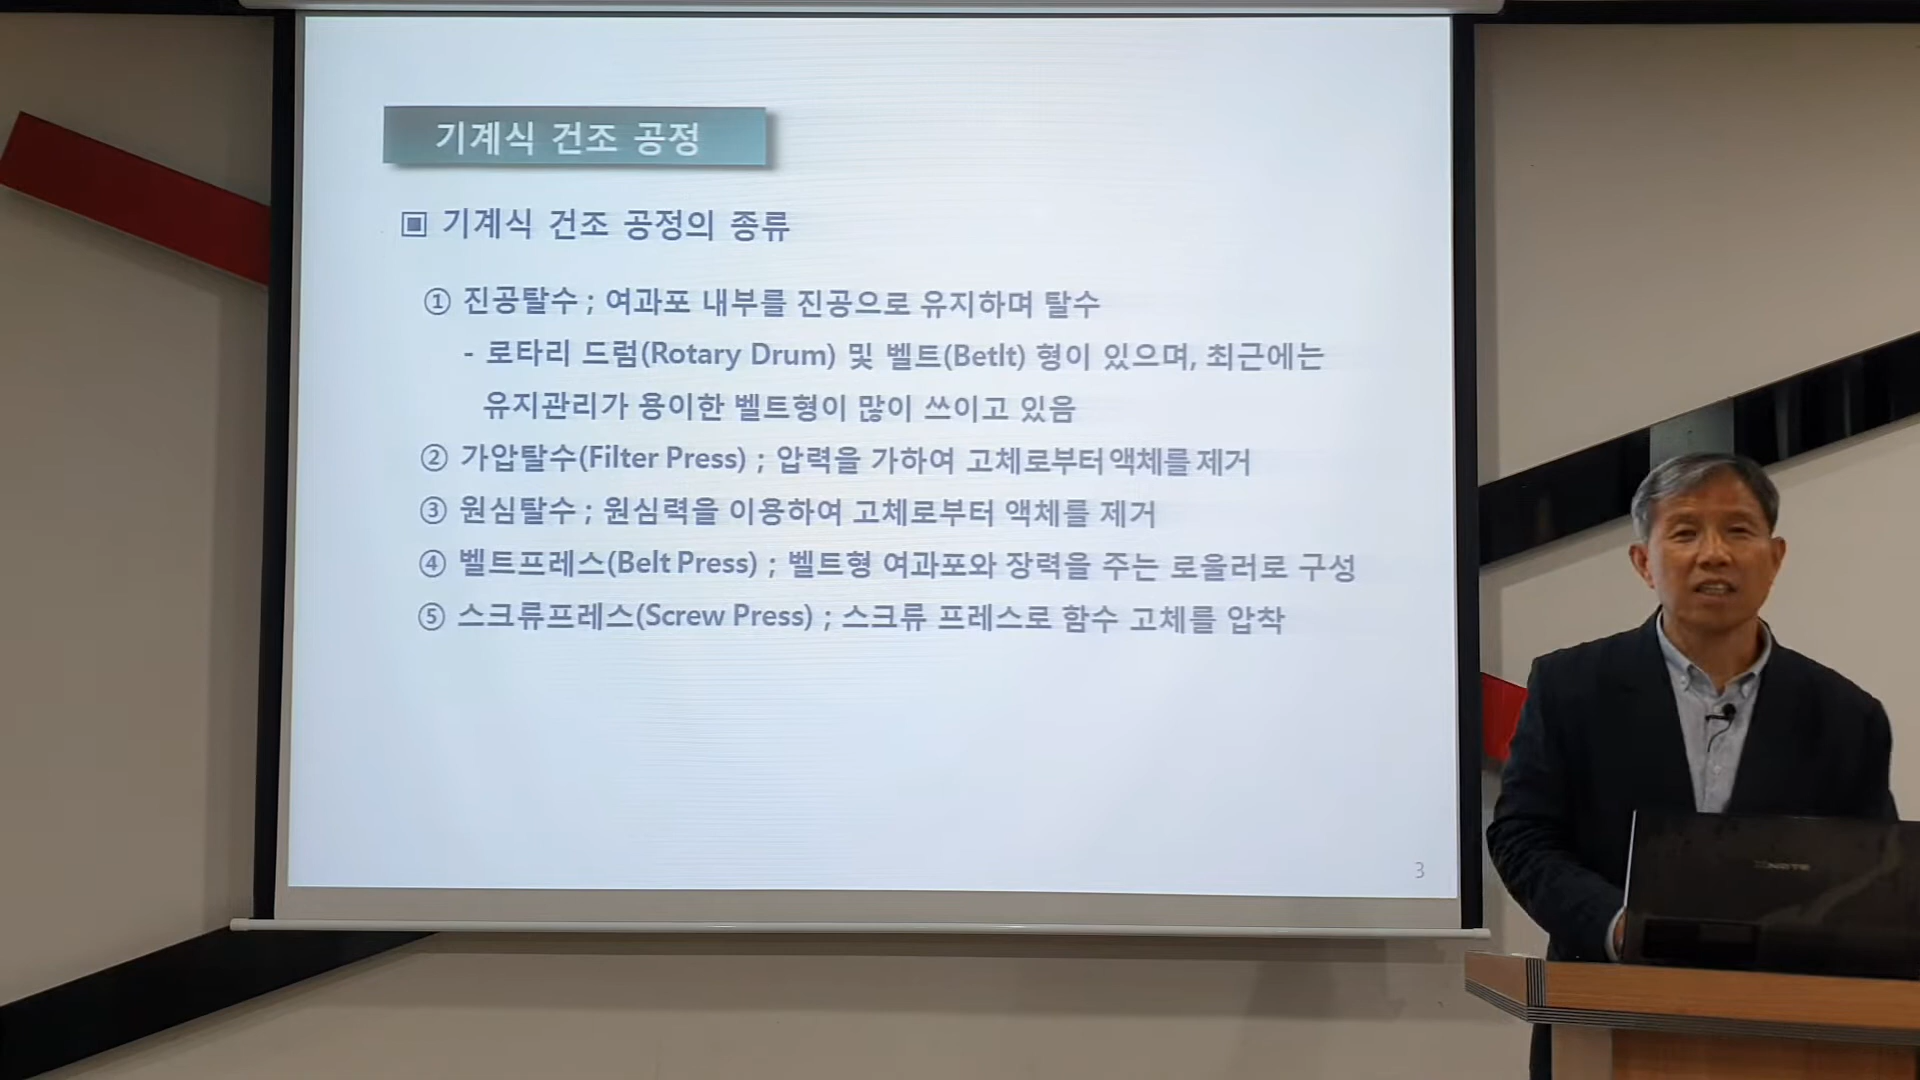 기계식 건조 공정
▣ 기계식 건조 공정의 종류
① 진공탈수 ; 여과포 내부를 진공으로 유지하며 탈수
- 로타리 드럼(Rotary Drum) 및 벨트(Betlt) 형이 있으며, 최근에는
유지관리가 용이한 벨트형이 많이 쓰이고 있음
② 가압탈수(Filter Press) ; 압력을 가하여 고체로부터 액체를 제거
③ 원심탈수 ; 원심력을 이용하여 고체로부터 액체를 제거
④ 벨트프레스(Belt Press) ; 벨트형 여과포와 장력을 주는 로울러로 구성
⑤ 스크류프레스(Screw Press) ; 스크류 프레스로 함수 고체를 압착
3